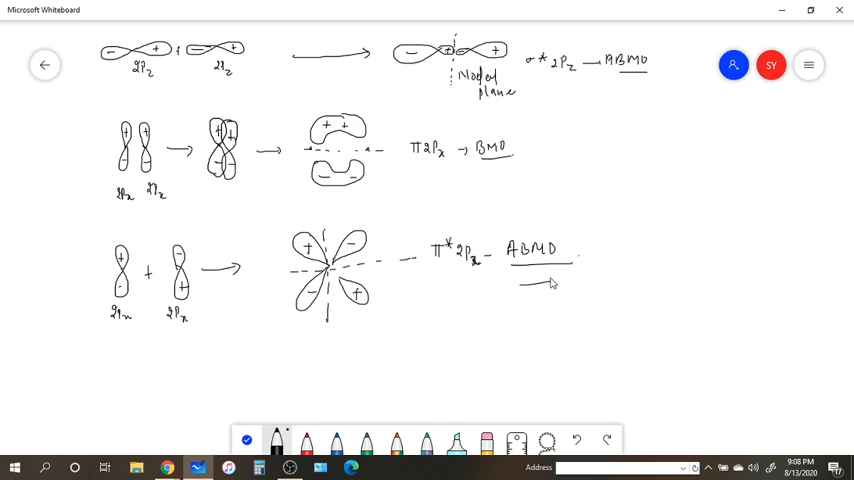 Microsoft Whiteboard
- + + - + → - + - + σ* 2Pz → ABMO
2Pz 2Pz
Nodal
plane
SY
+ + → + + → + + π2Px → BMO
- - - - - -
2Px 2Px
+ + - → + - - + π* 2Px - ABMO
- +
2Px 2Px
Address
9:08 PM
8/13/2020
17